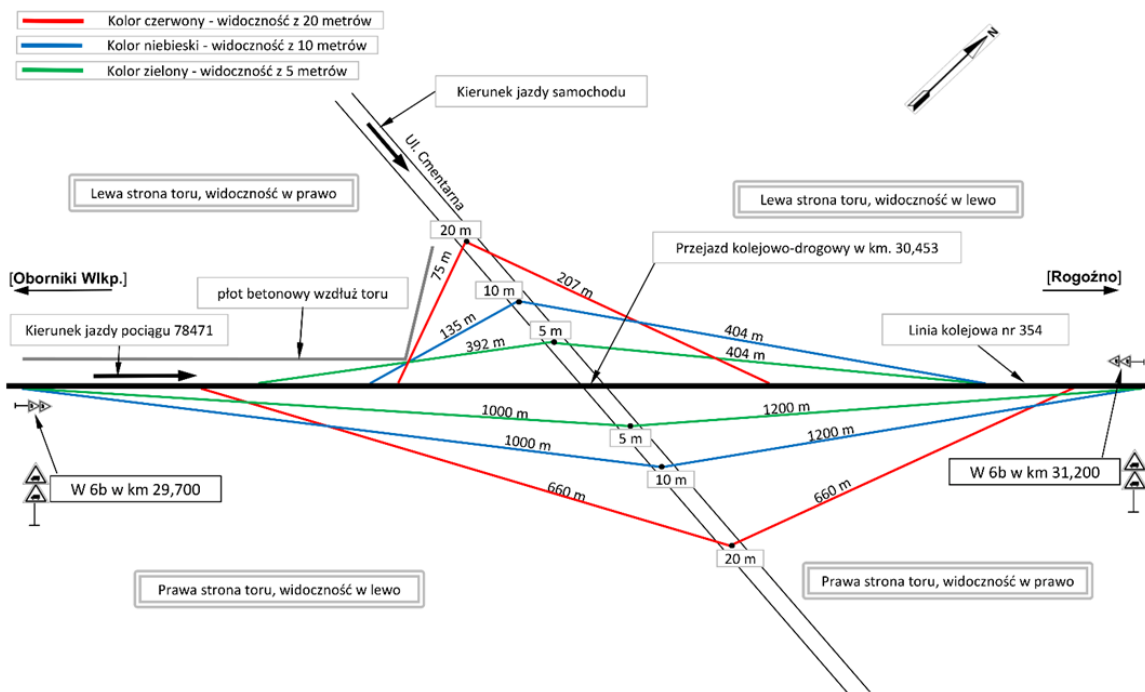 Kolor czerwony - widoczność z 20 metrów
Kolor niebieski - widoczność z 10 metrów
Kolor zielony - widoczność z 5 metrów
N
Kierunek jazdy samochodu
Ul. Cmentarna
Lewa strona toru, widoczność w prawo
Lewa strona toru, widoczność w lewo
20 m
Przejazd kolejowo-drogowy w km. 30,453
[Oborniki Wlkp.]
75 m
207 m
[Rogoźno]
płot betonowy wzdłuż toru
10 m
135 m
404 m
Kierunek jazdy pociągu 78471
5 m
392 m
404 m
Linia kolejowa nr 354
1000 m
1200 m
5 m
1000 m
1200 m
10 m
W 6b w km 29,700
W 6b w km 31,200
660 m
660 m
20 m
Prawa strona toru, widoczność w lewo
Prawa strona toru, widoczność w prawo